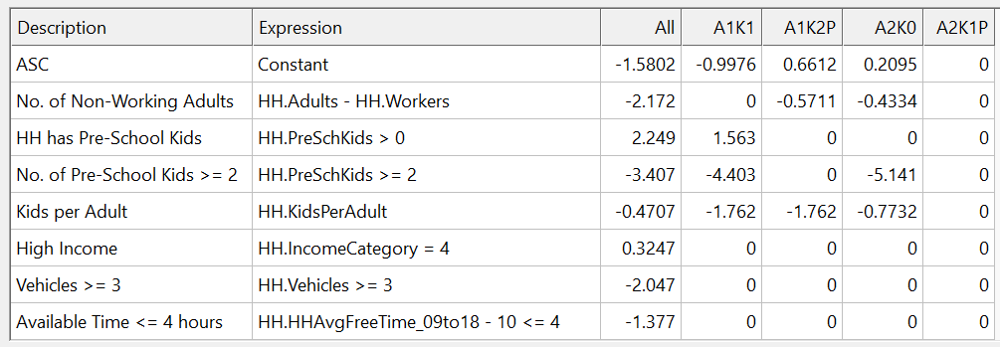 Description Expression All A1K1 A1K2P A2K0 A2K1P
ASC Constant -1.5802 -0.9976 0.6612 0.2095 0
No. of Non-Working Adults HH.Adults - HH.Workers -2.172 0 -0.5711 -0.4334 0
HH has Pre-School Kids HH.PreSchKids > 0 2.249 1.563 0 0 0
No. of Pre-School Kids >= 2 HH.PreSchKids >= 2 -3.407 -4.403 0 -5.141 0
Kids per Adult HH.KidsPerAdult -0.4707 -1.762 -1.762 -0.7732 0
High Income HH.IncomeCategory = 4 0.3247 0 0 0 0
Vehicles >= 3 HH.Vehicles >= 3 -2.047 0 0 0 0
Available Time <= 4 hours HH.HHAvgFreeTime_09to18 - 10 <= 4 -1.377 0 0 0 0